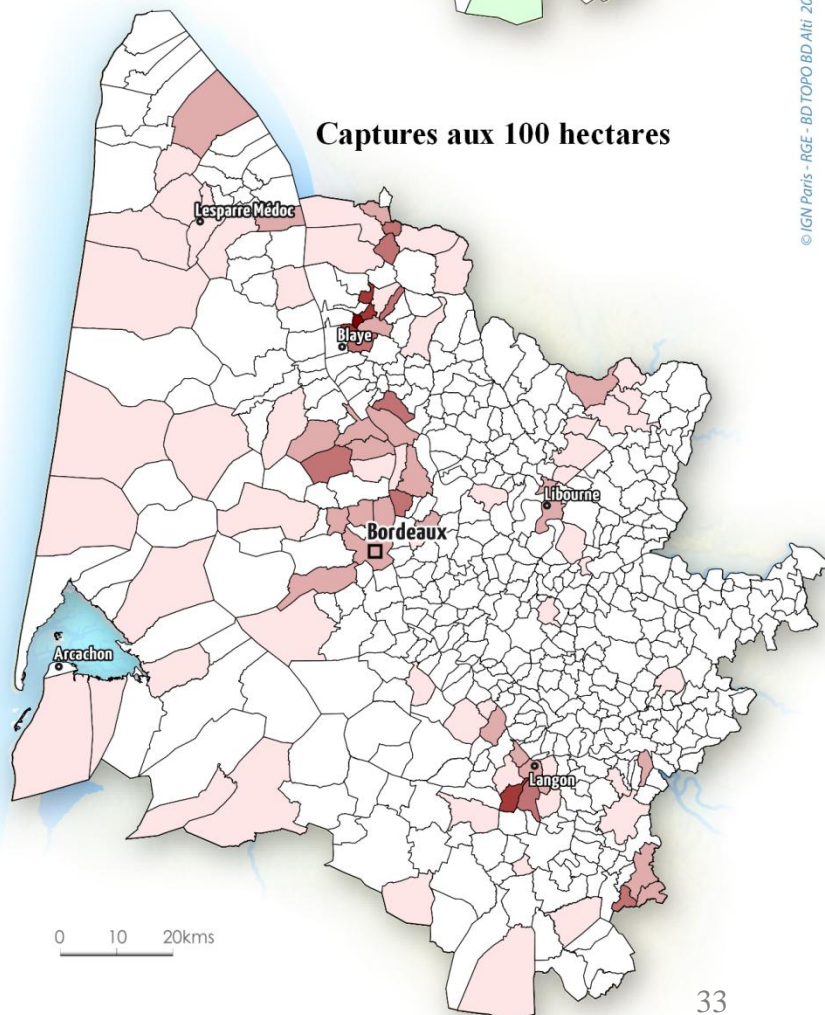 © IGN Paris - RGE - BD TOPO BD Alti 20
Captures aux 100 hectares
Lesparre Médoc
Blaye
Libourne
Bordeaux
Arcachon
Langon
0 10 20kms
33